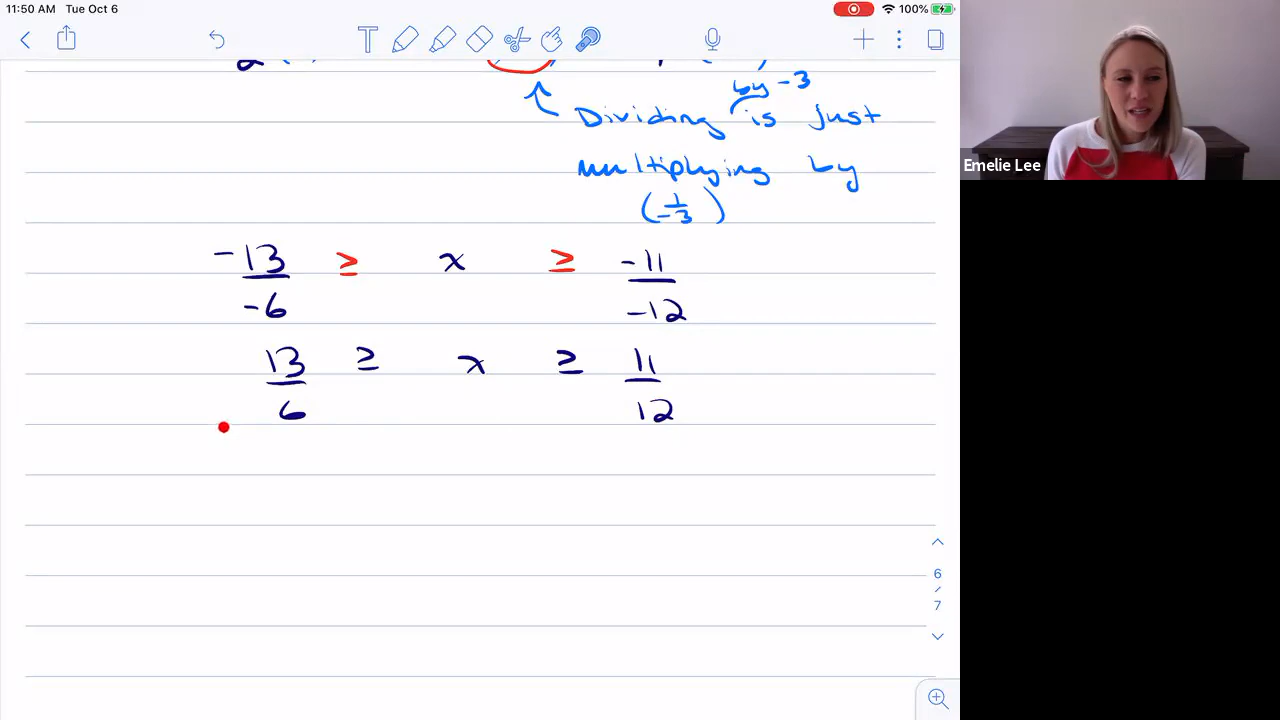 11:50 AM Tue Oct 6
100%
by -3
Dividing is just
multiplying by
(1/-3)
-13/-6 ≥ x ≥ -11/-12
13/6 ≥ x ≥ 11/12
6/7
Emelie Lee